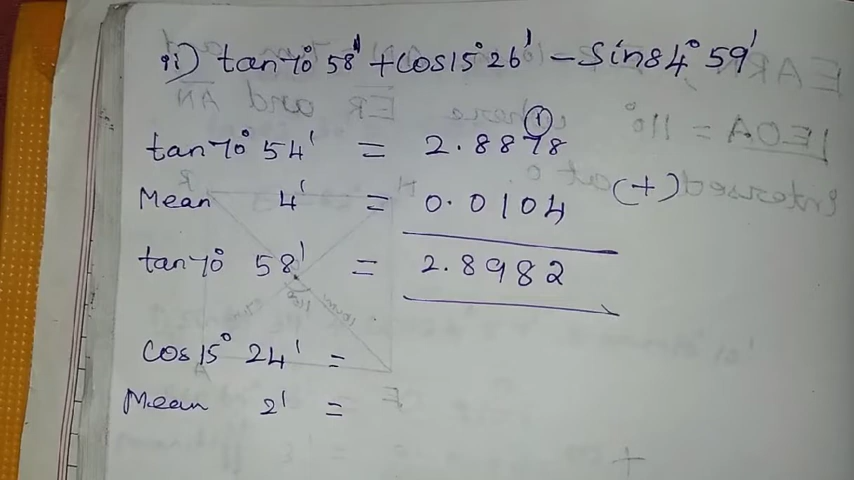 ii) tan70° 58' + cos15° 26' - Sin84° 59'
①
tan70° 54' = 2.8878
Mean 4' = 0.0104 (+)
tan70° 58' = 2.8982
cos15° 24' =
Mean 2' =